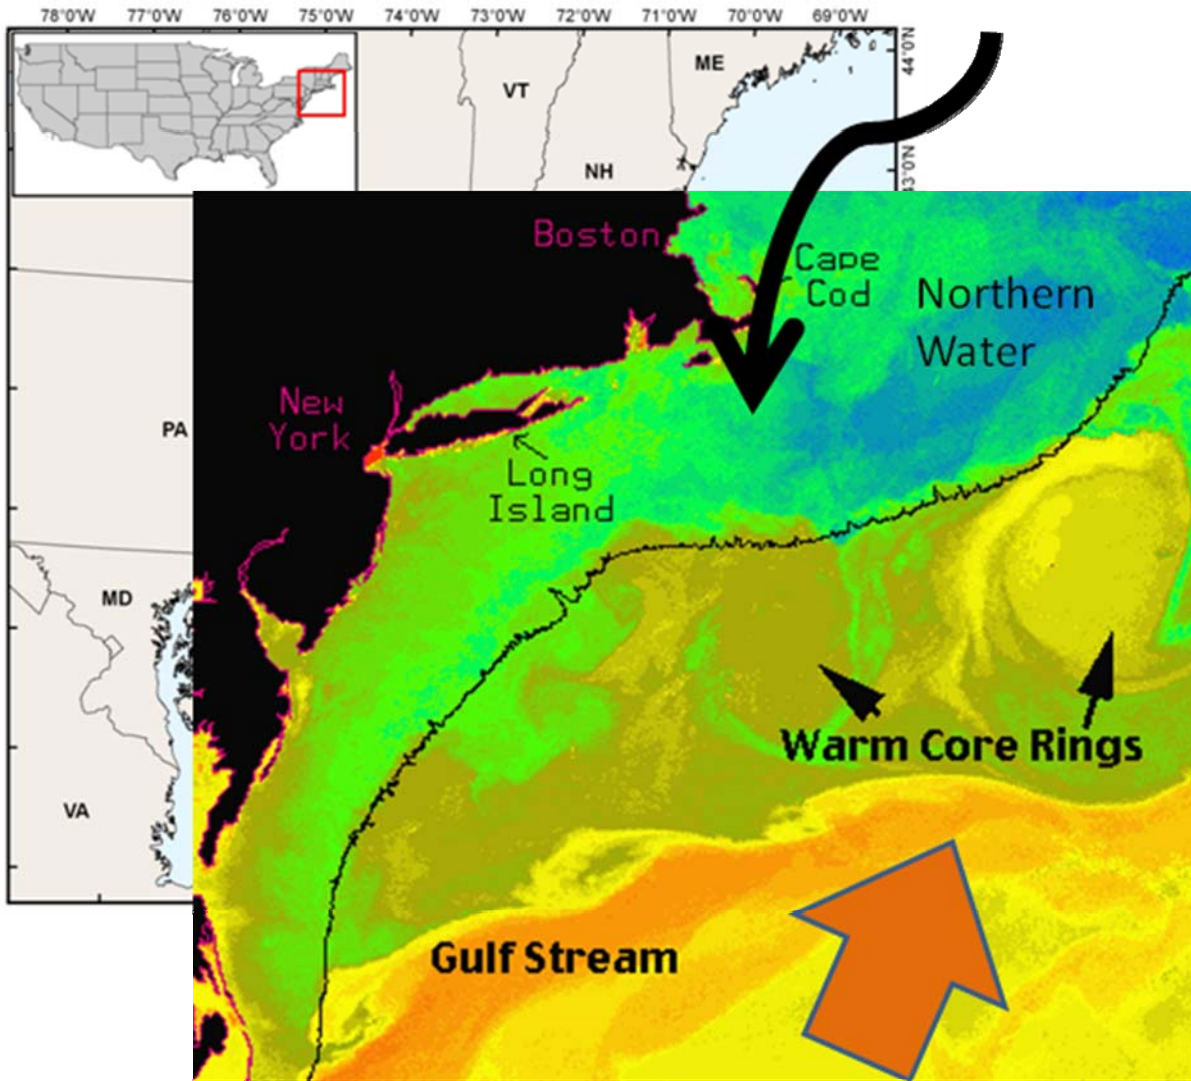 78°0'W 77°0'W 76°0'W 75°0'W 74°0'W 73°0'W 72°0'W 71°0'W 70°0'W 69°0'W
44°0'N
ME
VT
NH
Boston
Cape
Cod
Northern
Water
New
York
PA
Long
Island
MD
Warm Core Rings
VA
Gulf Stream